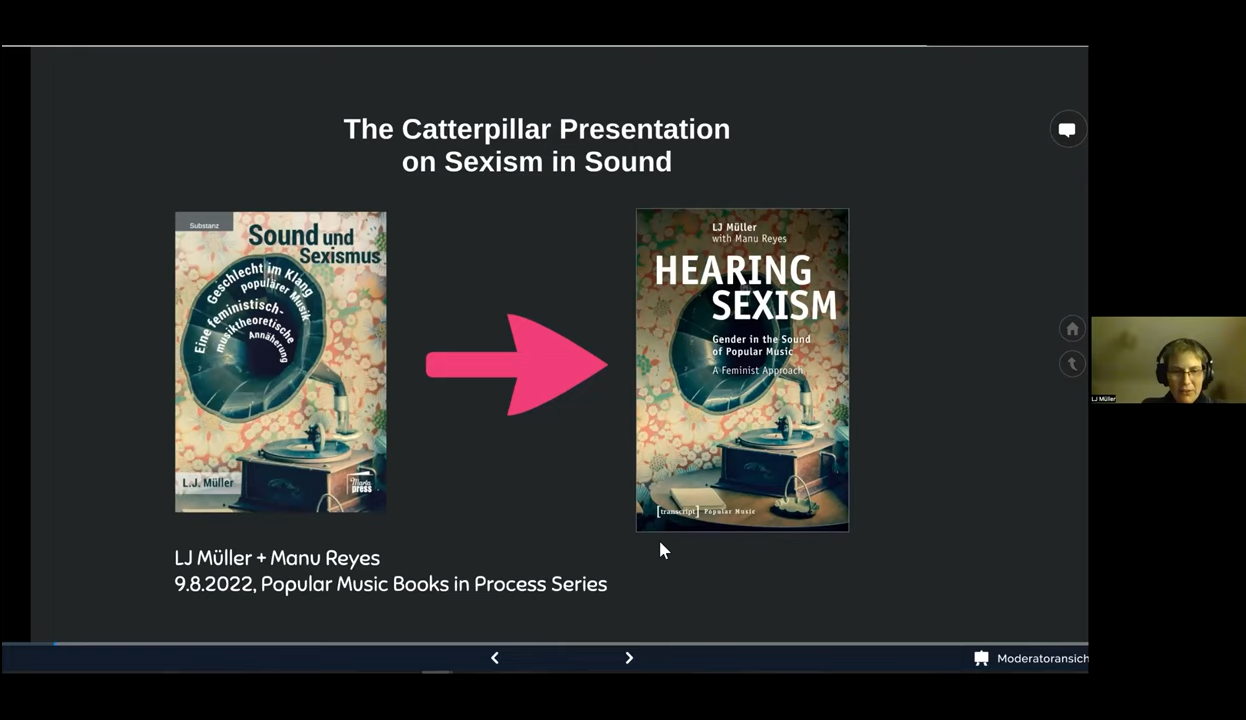 The Catterpillar Presentation
on Sexism in Sound
Substanz
Sound und
Sexismus
Geschlecht im Klang
populärer Musik
Eine feministisch-
musiktheoretische
Annäherung
L.J. Müller
Marta
press
LJ Müller
with Manu Reyes
HEARING
SEXISM
Gender in the Sound
of Popular Music
A Feminist Approach
[transcript] Popular Music
LJ Müller + Manu Reyes
9.8.2022, Popular Music Books in Process Series
Moderatoransich
LJ Müller